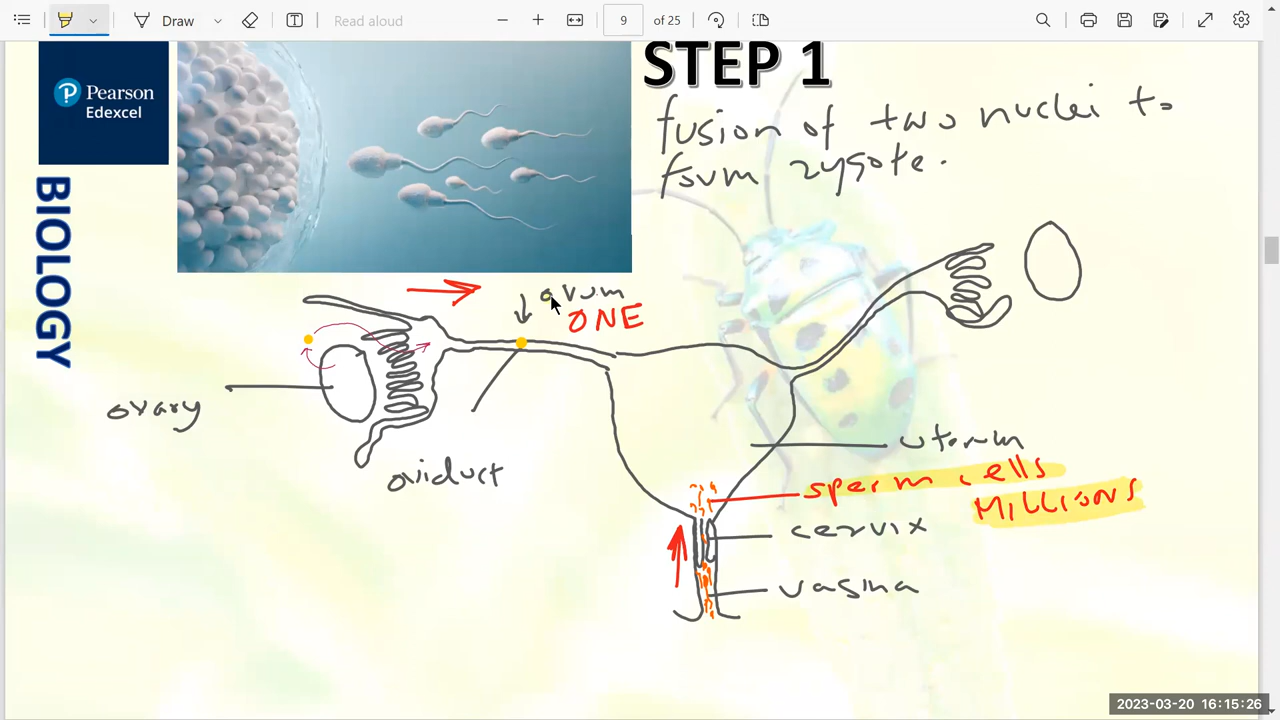 Draw
Read aloud
9
of 25
Pearson
Edexcel
BIOLOGY
STEP 1
fusion of two nuclei to
form zygote.
ovum
ONE
ovary
oviduct
uterum
sperm cells
MILLIONS
cervix
vagina
2023-03-20 16:15:26